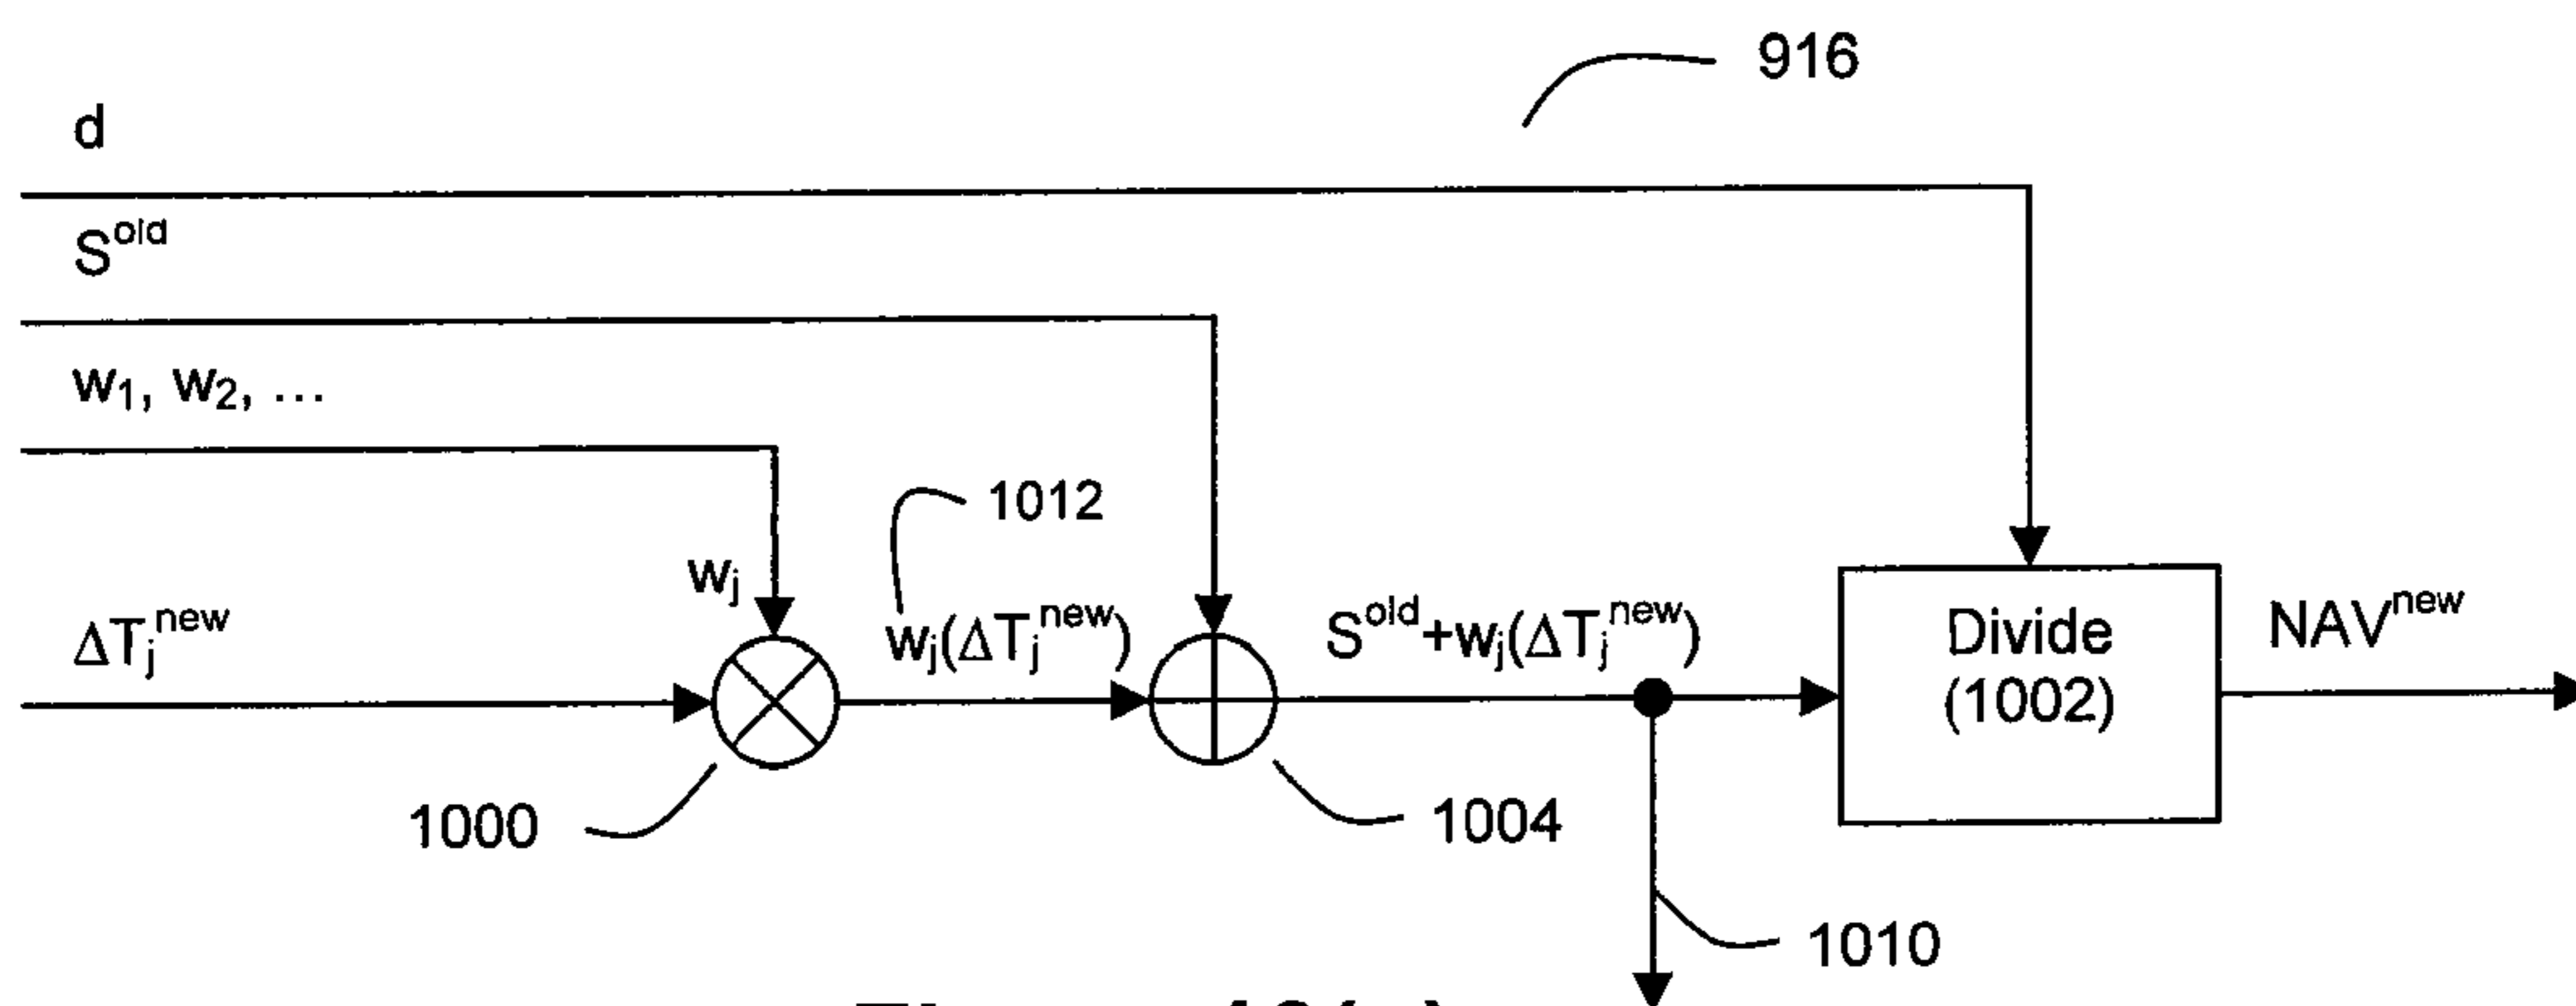 916
d
S^old
w₁, w₂, ...
1012
wⱼ
ΔTⱼ^new
wⱼ(ΔTⱼ^new)
S^old+wⱼ(ΔTⱼ^new)
Divide
(1002)
NAV^new
1000
1004
1010